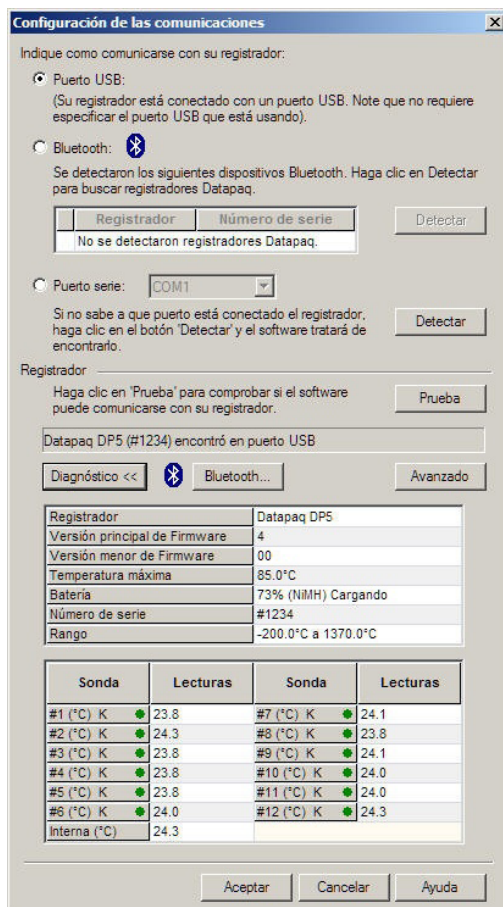 Configuración de las comunicaciones
Indique como comunicarse con su registrador:
Puerto USB:
(Su registrador está conectado con un puerto USB. Note que no requiere
especificar el puerto USB que está usando).
Bluetooth:
Se detectaron los siguientes dispositivos Bluetooth. Haga clic en Detectar
para buscar registradores Datapaq.
Registrador Número de serie
No se detectaron registradores Datapaq.
Detectar
Puerto serie: COM1
Si no sabe a que puerto está conectado el registrador,
haga clic en el botón 'Detectar' y el software tratará de
encontrarlo.
Detectar
Registrador
Haga clic en 'Prueba' para comprobar si el software
puede comunicarse con su registrador.
Prueba
Datapaq DP5 (#1234) encontró en puerto USB
Diagnóstico << Bluetooth... Avanzado
Registrador Datapaq DP5
Versión principal de Firmware 4
Versión menor de Firmware 00
Temperatura máxima 85.0°C
Batería 73% (NiMH) Cargando
Número de serie #1234
Rango -200.0°C a 1370.0°C
Sonda Lecturas Sonda Lecturas
#1 (°C) K 23.8 #7 (°C) K 24.1
#2 (°C) K 24.3 #8 (°C) K 23.8
#3 (°C) K 23.8 #9 (°C) K 24.1
#4 (°C) K 23.8 #10 (°C) K 24.0
#5 (°C) K 23.8 #11 (°C) K 24.0
#6 (°C) K 24.0 #12 (°C) K 24.3
Interna (°C) 24.3
Aceptar Cancelar Ayuda